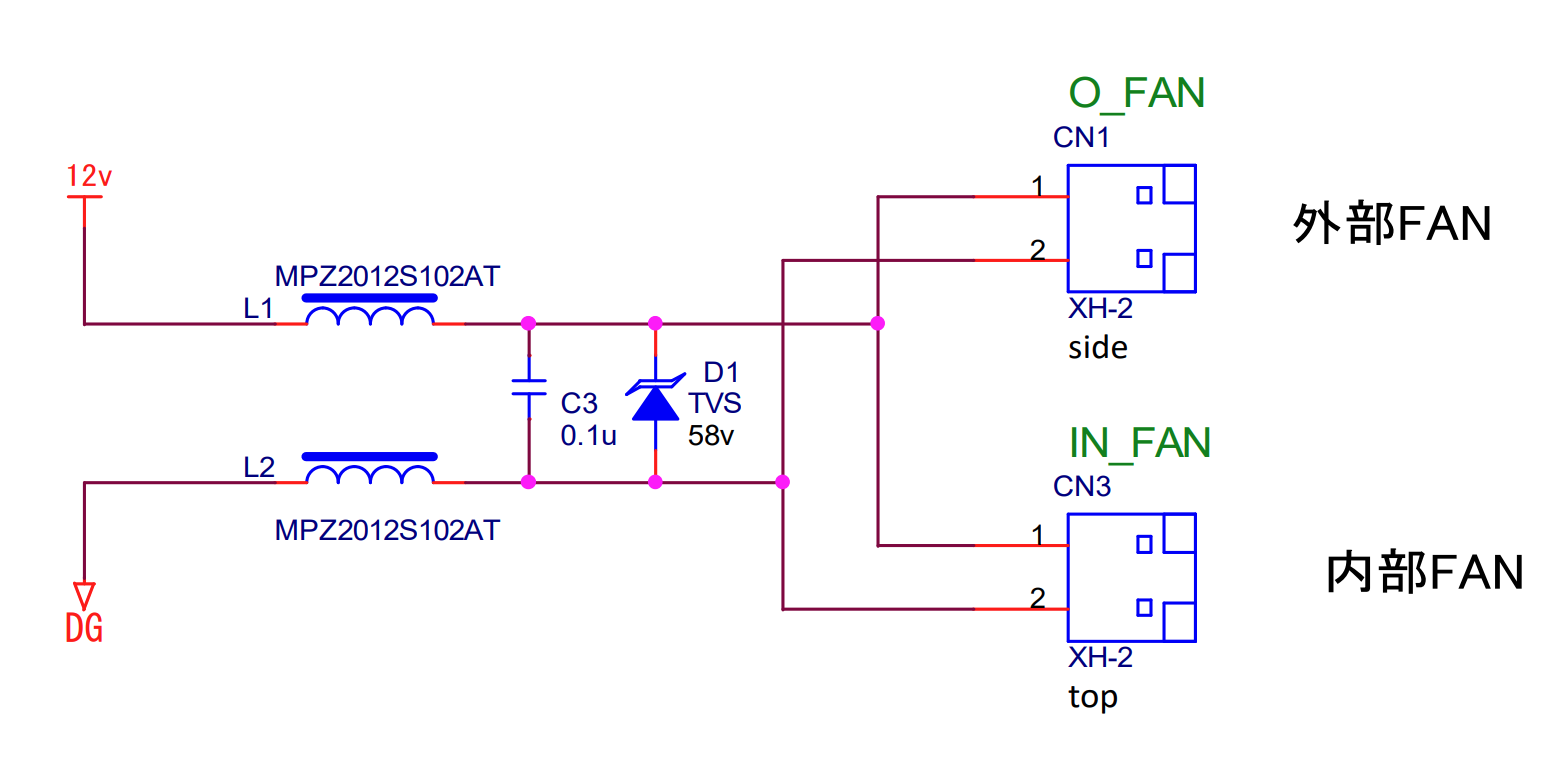 O_FAN
CN1
12v
1
外部FAN
2
MPZ2012S102AT
L1
XH-2
side
D1
C3
TVS
0.1u
58v
IN_FAN
L2
CN3
MPZ2012S102AT
1
内部FAN
2
DG
XH-2
top